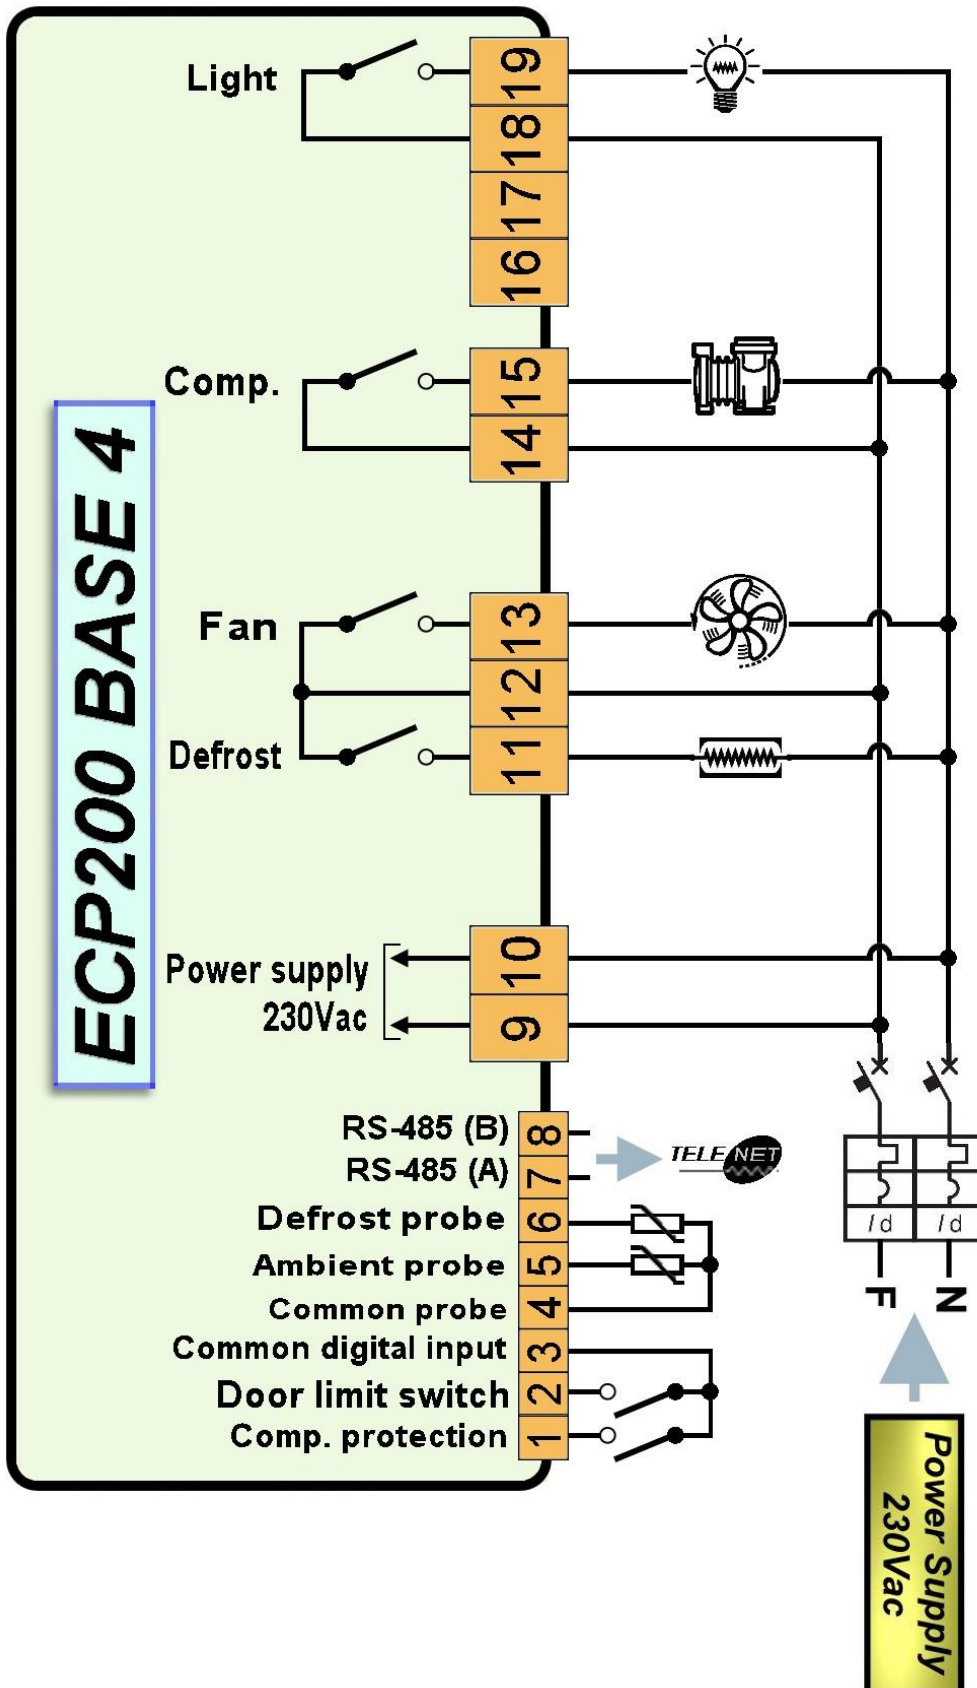 Light
19
18
17
16
Comp.
15
14
ECP200 BASE 4
Fan
13
12
Defrost
11
Power supply
230Vac
10
9
RS-485 (B) 8
RS-485 (A) 7
TELE NET
Defrost probe 6
Ambient probe 5
Common probe 4
Common digital input 3
Door limit switch 2
Comp. protection 1
Id Id
F N
Power Supply
230Vac